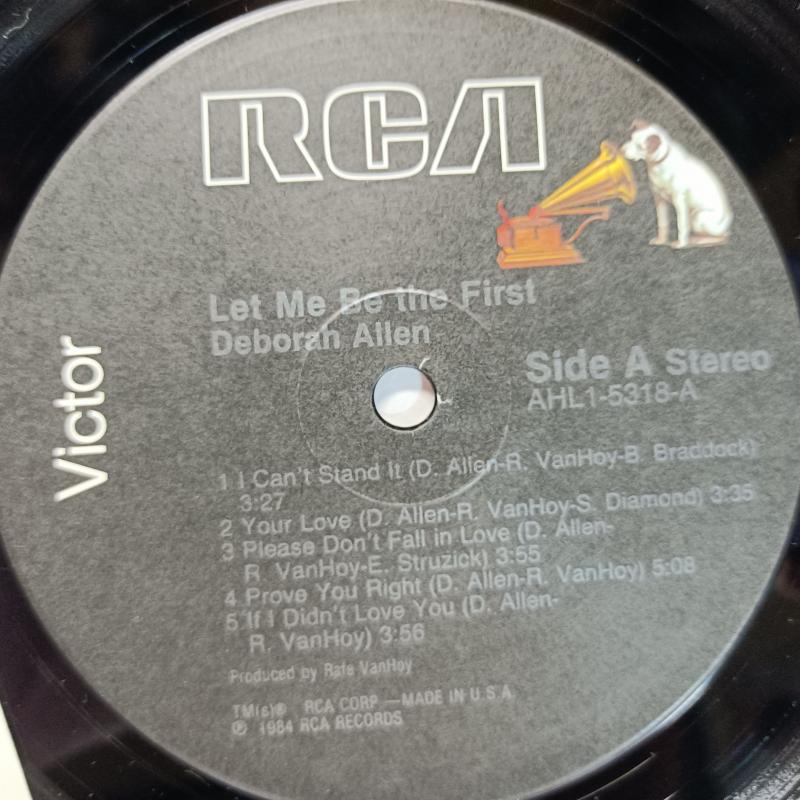 RCA
Victor
Let Me Be the First
Deborah Allen
Side A Stereo
AHL1-5318-A
1 I Can't Stand It (D. Allen-R. VanHoy-B. Braddock)
3:27
2 Your Love (D. Allen-R. VanHoy-S. Diamond) 3:35
3 Please Don't Fall in Love (D. Allen-
R. VanHoy-E. Struzick) 3:55
4 Prove You Right (D. Allen-R. VanHoy) 5:08
5 If I Didn't Love You (D. Allen-
R. VanHoy) 3:56
Produced by Rafe VanHoy
TM(s)® RCA CORP.—MADE IN U.S.A.
℗ 1984 RCA RECORDS